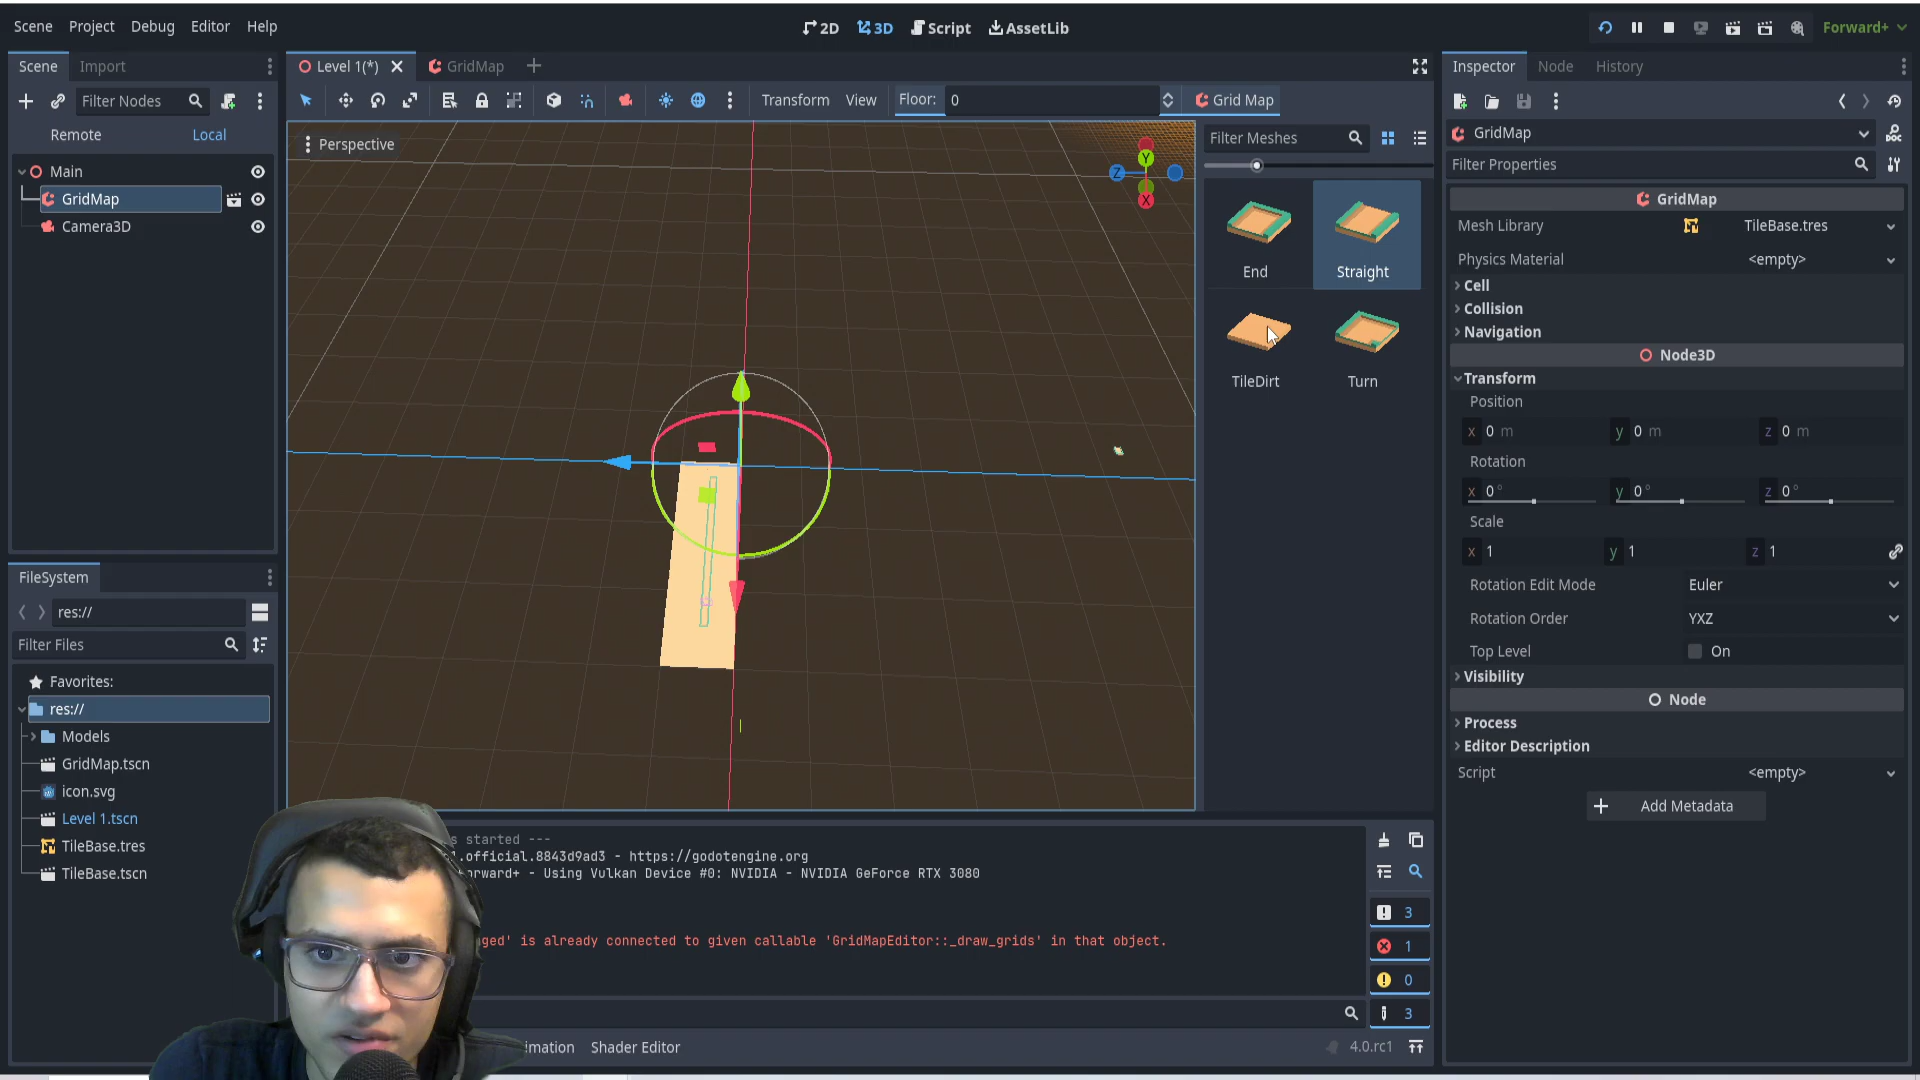 Scene Project Debug Editor Help
2D 3D Script AssetLib
Forward+
Scene Import
Level 1(*) GridMap
Inspector Node History
Filter Nodes
Transform View Floor: 0 Grid Map
Remote Local
Perspective
Filter Meshes
GridMap
Filter Properties
Main
GridMap
Camera3D
Y
Z
X
End
Straight
TileDirt
Turn
GridMap
Mesh Library TileBase.tres
Physics Material <empty>
Cell
Collision
Navigation
Node3D
Transform
Position
x 0 m y 0 m z 0 m
Rotation
x 0 ° y 0 ° z 0 °
Scale
x 1 y 1 z 1
Rotation Edit Mode Euler
Rotation Order YXZ
Top Level On
Visibility
Node
Process
Editor Description
Script <empty>
Add Metadata
FileSystem
res://
Filter Files
Favorites:
res://
Models
GridMap.tscn
icon.svg
Level 1.tscn
TileBase.tres
TileBase.tscn
s started ---
.official.8843d9ad3 - https://godotengine.org
orward+ - Using Vulkan Device #0: NVIDIA - NVIDIA GeForce RTX 3080
ged' is already connected to given callable 'GridMapEditor::_draw_grids' in that object.
3
1
0
3
imation Shader Editor
4.0.rc1